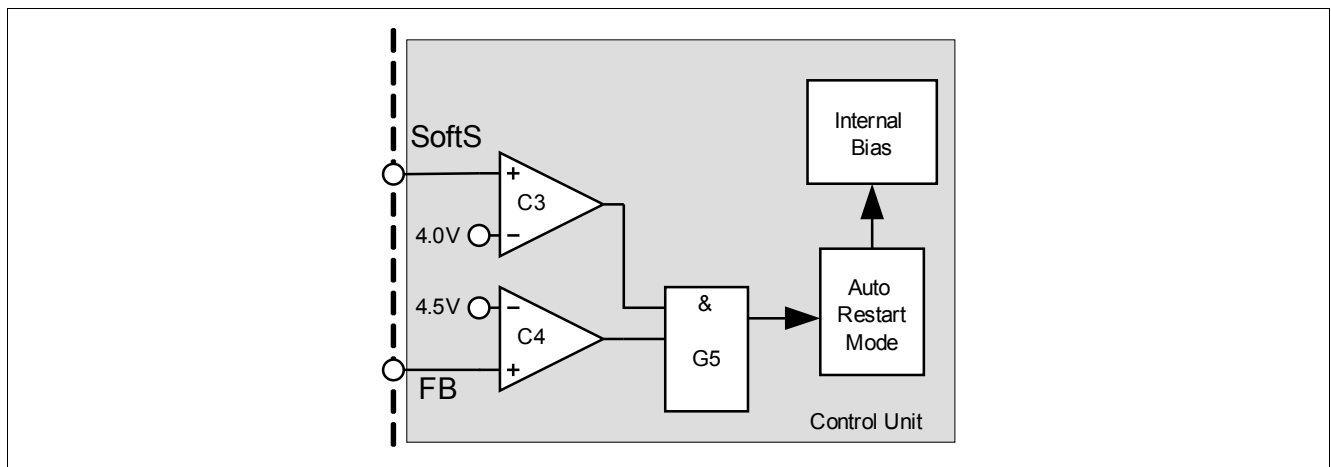 SoftS
+
C3
4.0V
−
4.5V
−
C4
+
FB
&
G5
Internal
Bias
Auto
Restart
Mode
Control Unit